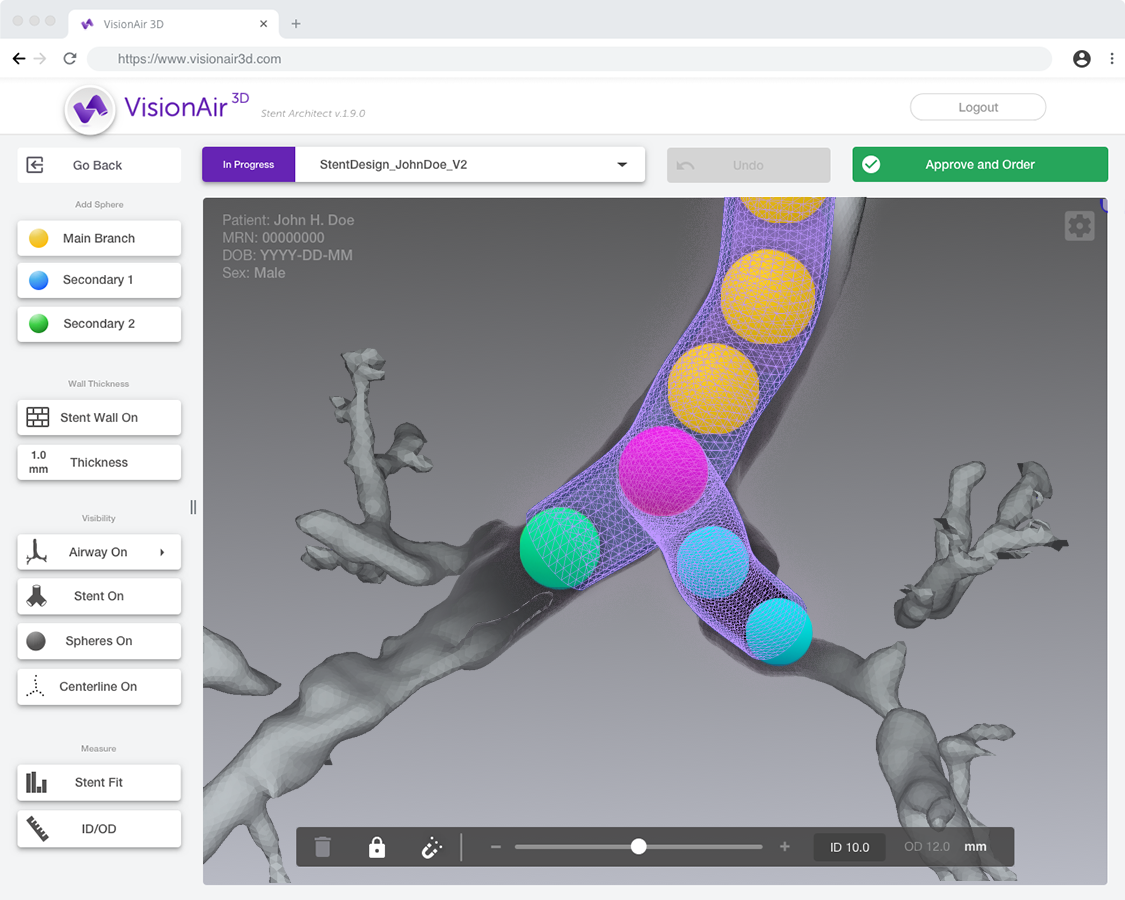 VisionAir 3D
https://www.visionair3d.com
VisionAir 3D
Stent Architect v.1.9.0
Logout
Go Back
In Progress
StentDesign_JohnDoe_V2
Undo
Approve and Order
Add Sphere
Main Branch
Secondary 1
Secondary 2
Wall Thickness
Stent Wall On
1.0 mm
Thickness
Visibility
Airway On
Stent On
Spheres On
Centerline On
Measure
Stent Fit
ID/OD
Patient: John H. Doe
MRN: 00000000
DOB: YYYY-DD-MM
Sex: Male
ID 10.0
OD 12.0
mm